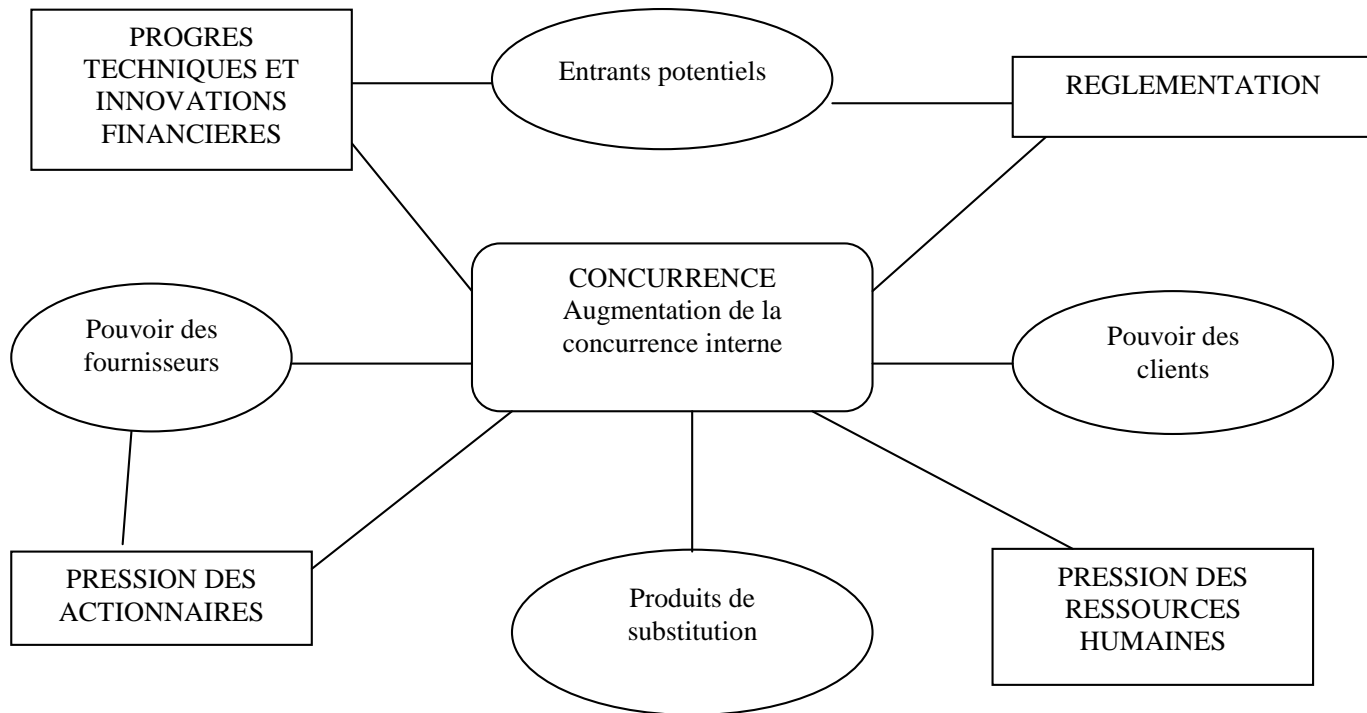 PROGRES
TECHNIQUES ET
INNOVATIONS
FINANCIERES
Entrants potentiels
REGLEMENTATION
CONCURRENCE
Augmentation de la
concurrence interne
Pouvoir des
fournisseurs
Pouvoir des
clients
PRESSION DES
ACTIONNAIRES
Produits de
substitution
PRESSION DES
RESSOURCES
HUMAINES